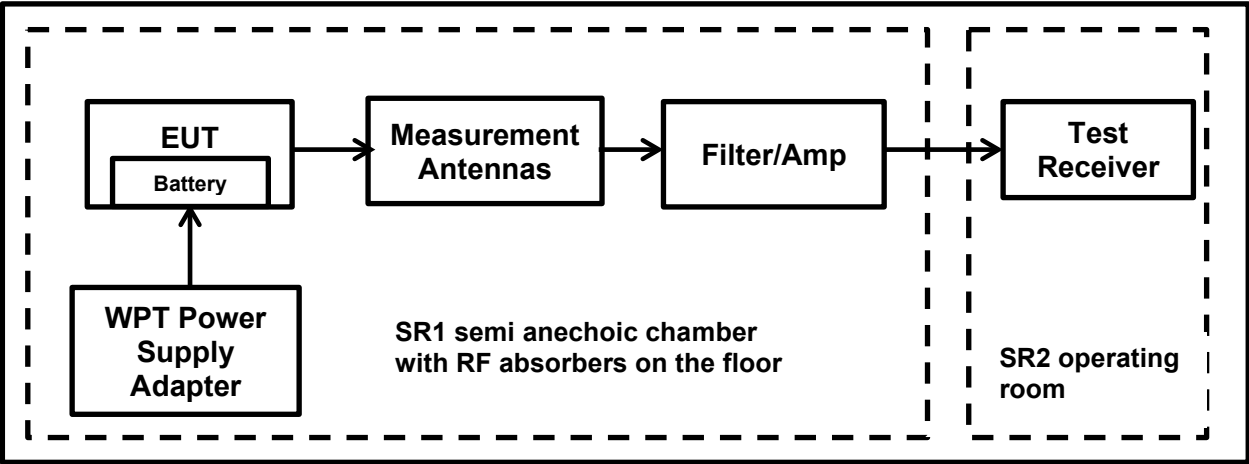 EUT
Battery
Measurement
Antennas
Filter/Amp
Test
Receiver
WPT Power
Supply
Adapter
SR1 semi anechoic chamber
with RF absorbers on the floor
SR2 operating
room